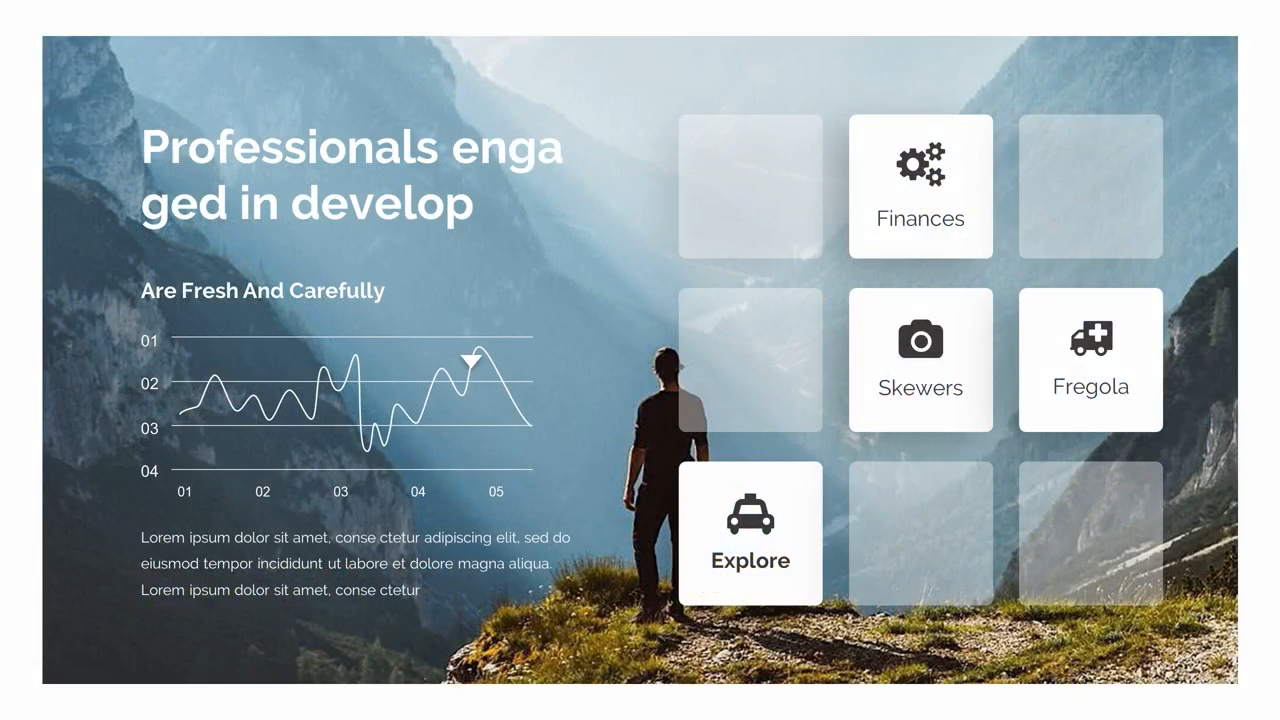 Professionals enga
ged in develop
Are Fresh And Carefully
01
02
03
04
01 02 03 04 05
Lorem ipsum dolor sit amet, conse ctetur adipiscing elit, sed do
eiusmod tempor incididunt ut labore et dolore magna aliqua.
Lorem ipsum dolor sit amet, conse ctetur
Finances
Skewers
Fregola
Explore